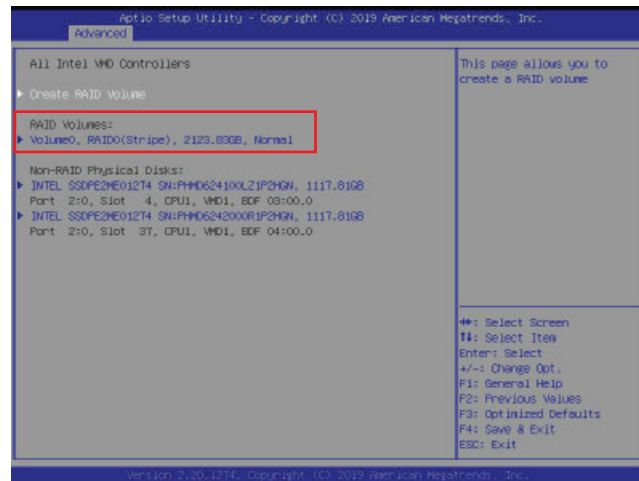 Aptio Setup Utility - Copyright (C) 2019 American Megatrends, Inc.
Advanced
All Intel VMD Controllers
Create RAID Volume
RAID Volumes:
Volume0, RAID0(Stripe), 2123.83GB, Normal
Non-RAID Physical Disks:
INTEL SSDPE2ME012T4 SN:PHMD624100LZ1P2HGN, 1117.81GB
Port 2:0, Slot 4, CPU1, VMD1, BDF 03:00.0
INTEL SSDPE2ME012T4 SN:PHMD6242000R1P2HGN, 1117.81GB
Port 2:0, Slot 37, CPU1, VMD1, BDF 04:00.0
This page allows you to
create a RAID volume
: Select Screen
: Select Item
Enter: Select
+/-: Change Opt.
F1: General Help
F2: Previous Values
F3: Optimized Defaults
F4: Save & Exit
ESC: Exit
Version 2.20.1274. Copyright (C) 2019 American Megatrends, Inc.